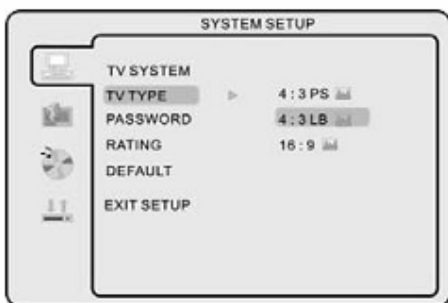 SYSTEM SETUP
TV SYSTEM
TV TYPE
4:3 PS
PASSWORD
4:3 LB
RATING
16:9
DEFAULT
EXIT SETUP